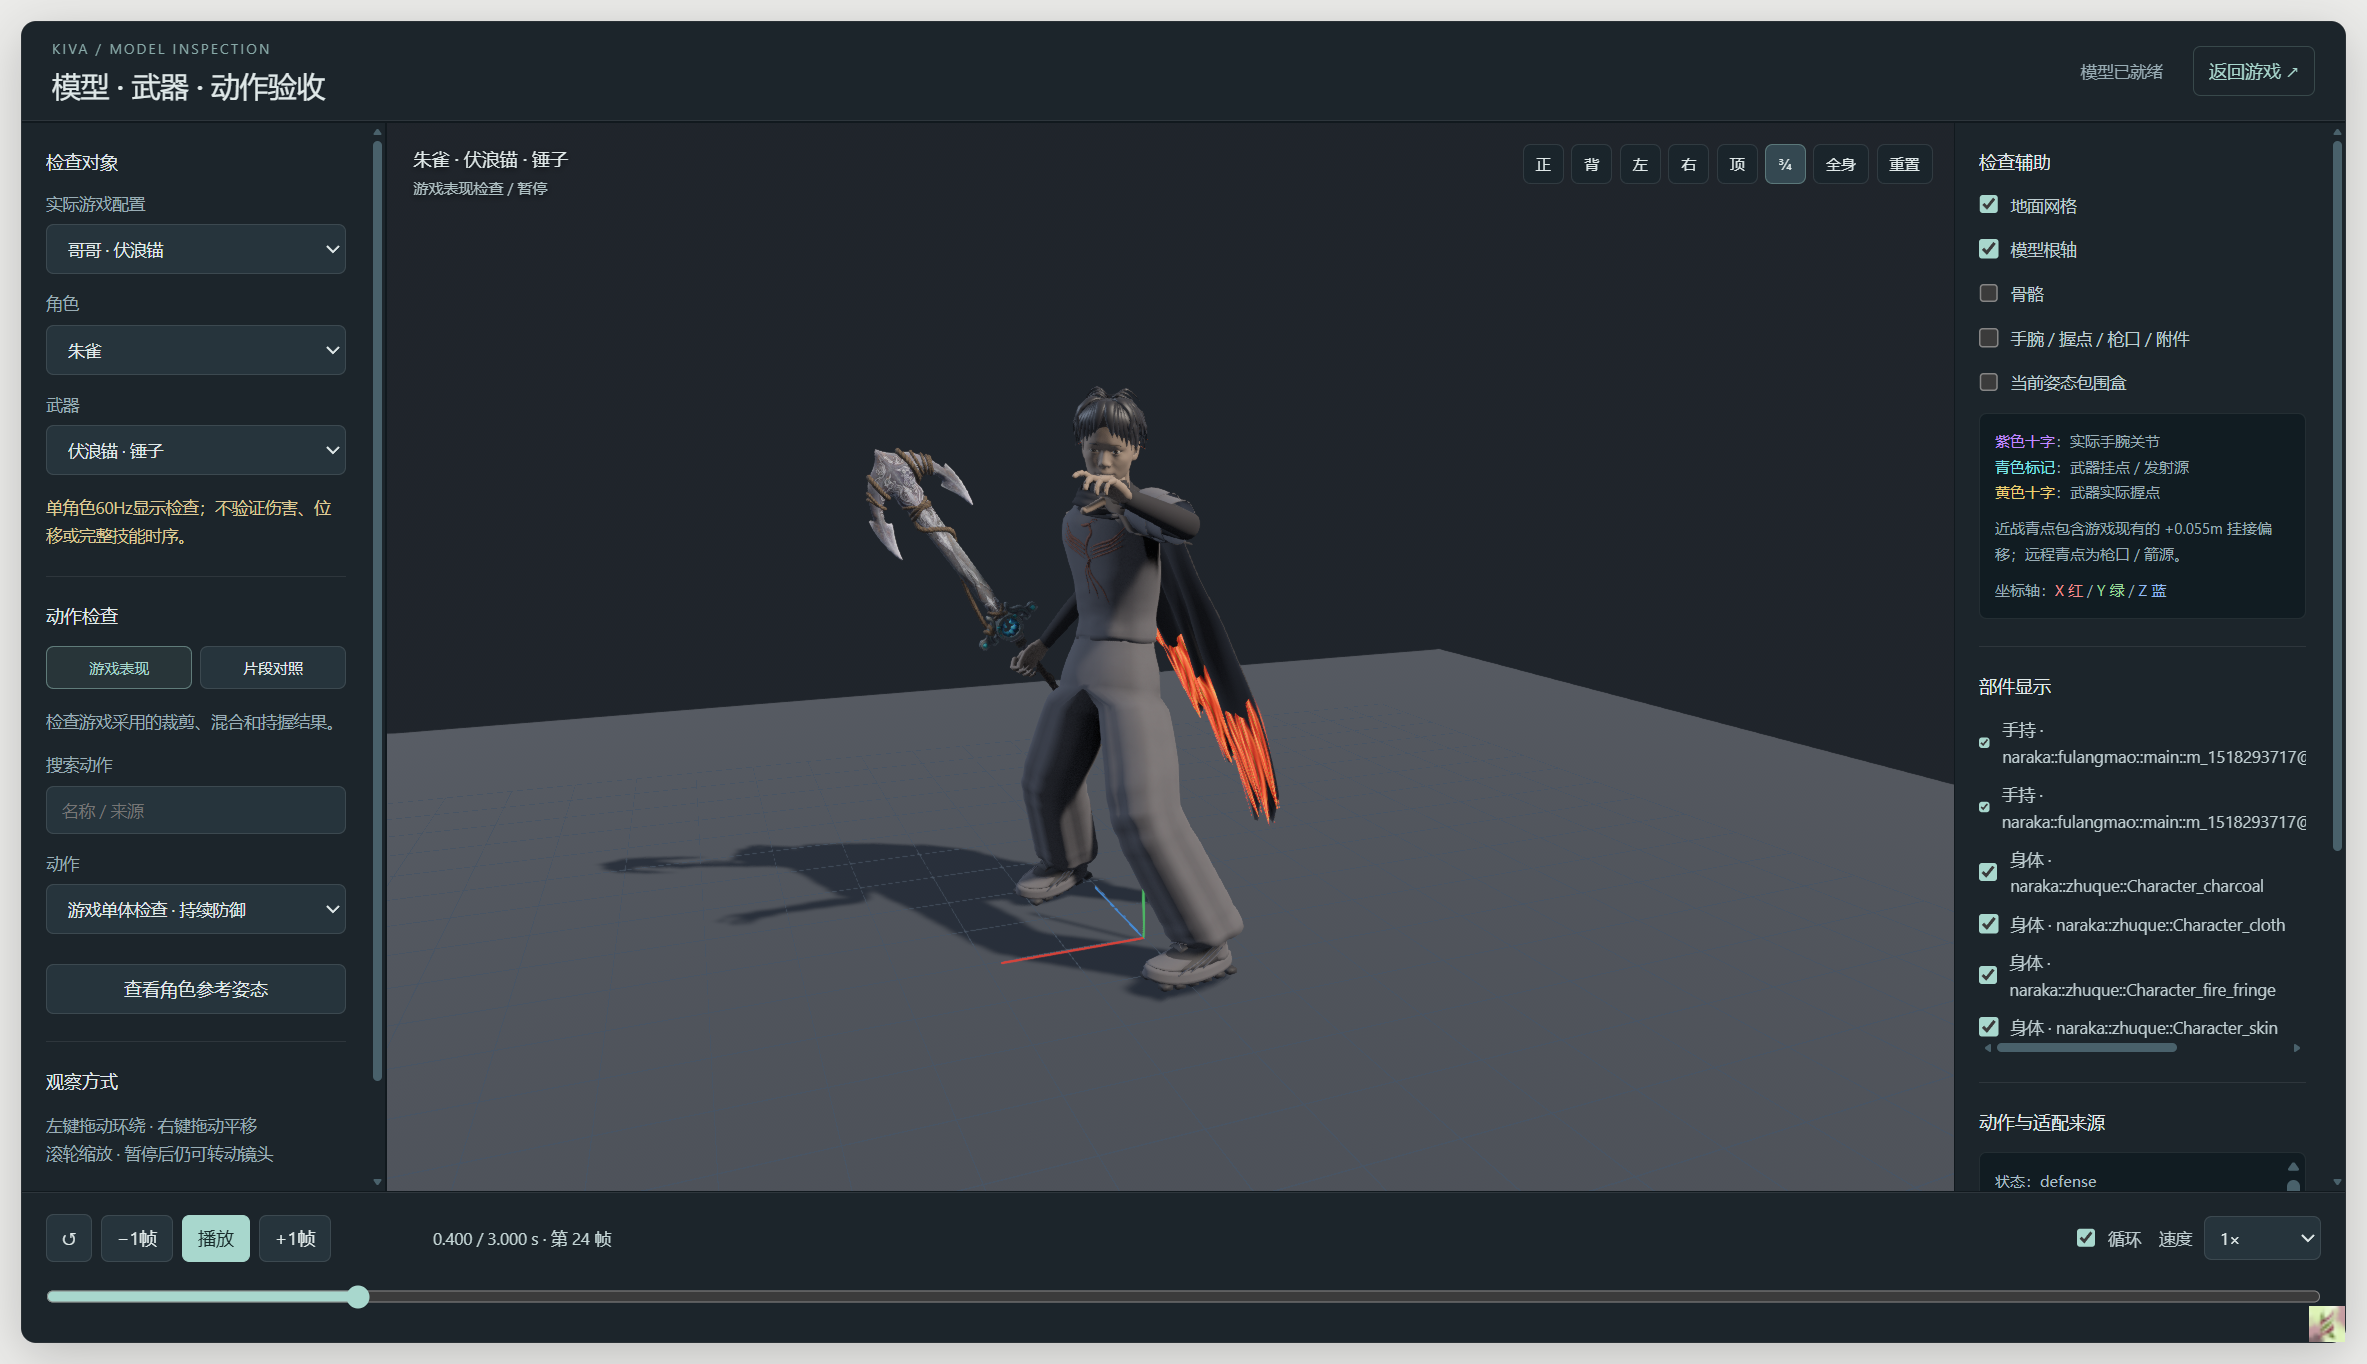 KIVA / MODEL INSPECTION
模型 · 武器 · 动作验收
模型已就绪
返回游戏 ↗
检查对象
实际游戏配置
哥哥 · 伏浪锚
角色
朱雀
武器
伏浪锚 · 锤子
单角色60Hz显示检查；不验证伤害、位
移或完整技能时序。
动作检查
游戏表现
片段对照
检查游戏采用的裁剪、混合和持握结果。
搜索动作
名称 / 来源
动作
游戏单体检查 · 持续防御
查看角色参考姿态
观察方式
左键拖动环绕 · 右键拖动平移
滚轮缩放 · 暂停后仍可转动镜头
朱雀 · 伏浪锚 · 锤子
游戏表现检查 / 暂停
正 背 左 右 顶 ¾ 全身 重置
检查辅助
地面网格
模型根轴
骨骼
手腕 / 握点 / 枪口 / 附件
当前姿态包围盒
紫色十字：实际手腕关节
青色标记：武器挂点 / 发射源
黄色十字：武器实际握点
近战青点包含游戏现有的 +0.055m 挂接偏
移；远程青点为枪口 / 箭源。
坐标轴：X 红 / Y 绿 / Z 蓝
部件显示
手持 ·
naraka::fulangmao::main::m_1518293717@
手持 ·
naraka::fulangmao::main::m_1518293717@
身体 ·
naraka::zhuque::Character_charcoal
身体 · naraka::zhuque::Character_cloth
身体 ·
naraka::zhuque::Character_fire_fringe
身体 · naraka::zhuque::Character_skin
动作与适配来源
状态：defense
↺ −1帧 播放 +1帧
0.400 / 3.000 s · 第 24 帧
循环 速度 1×